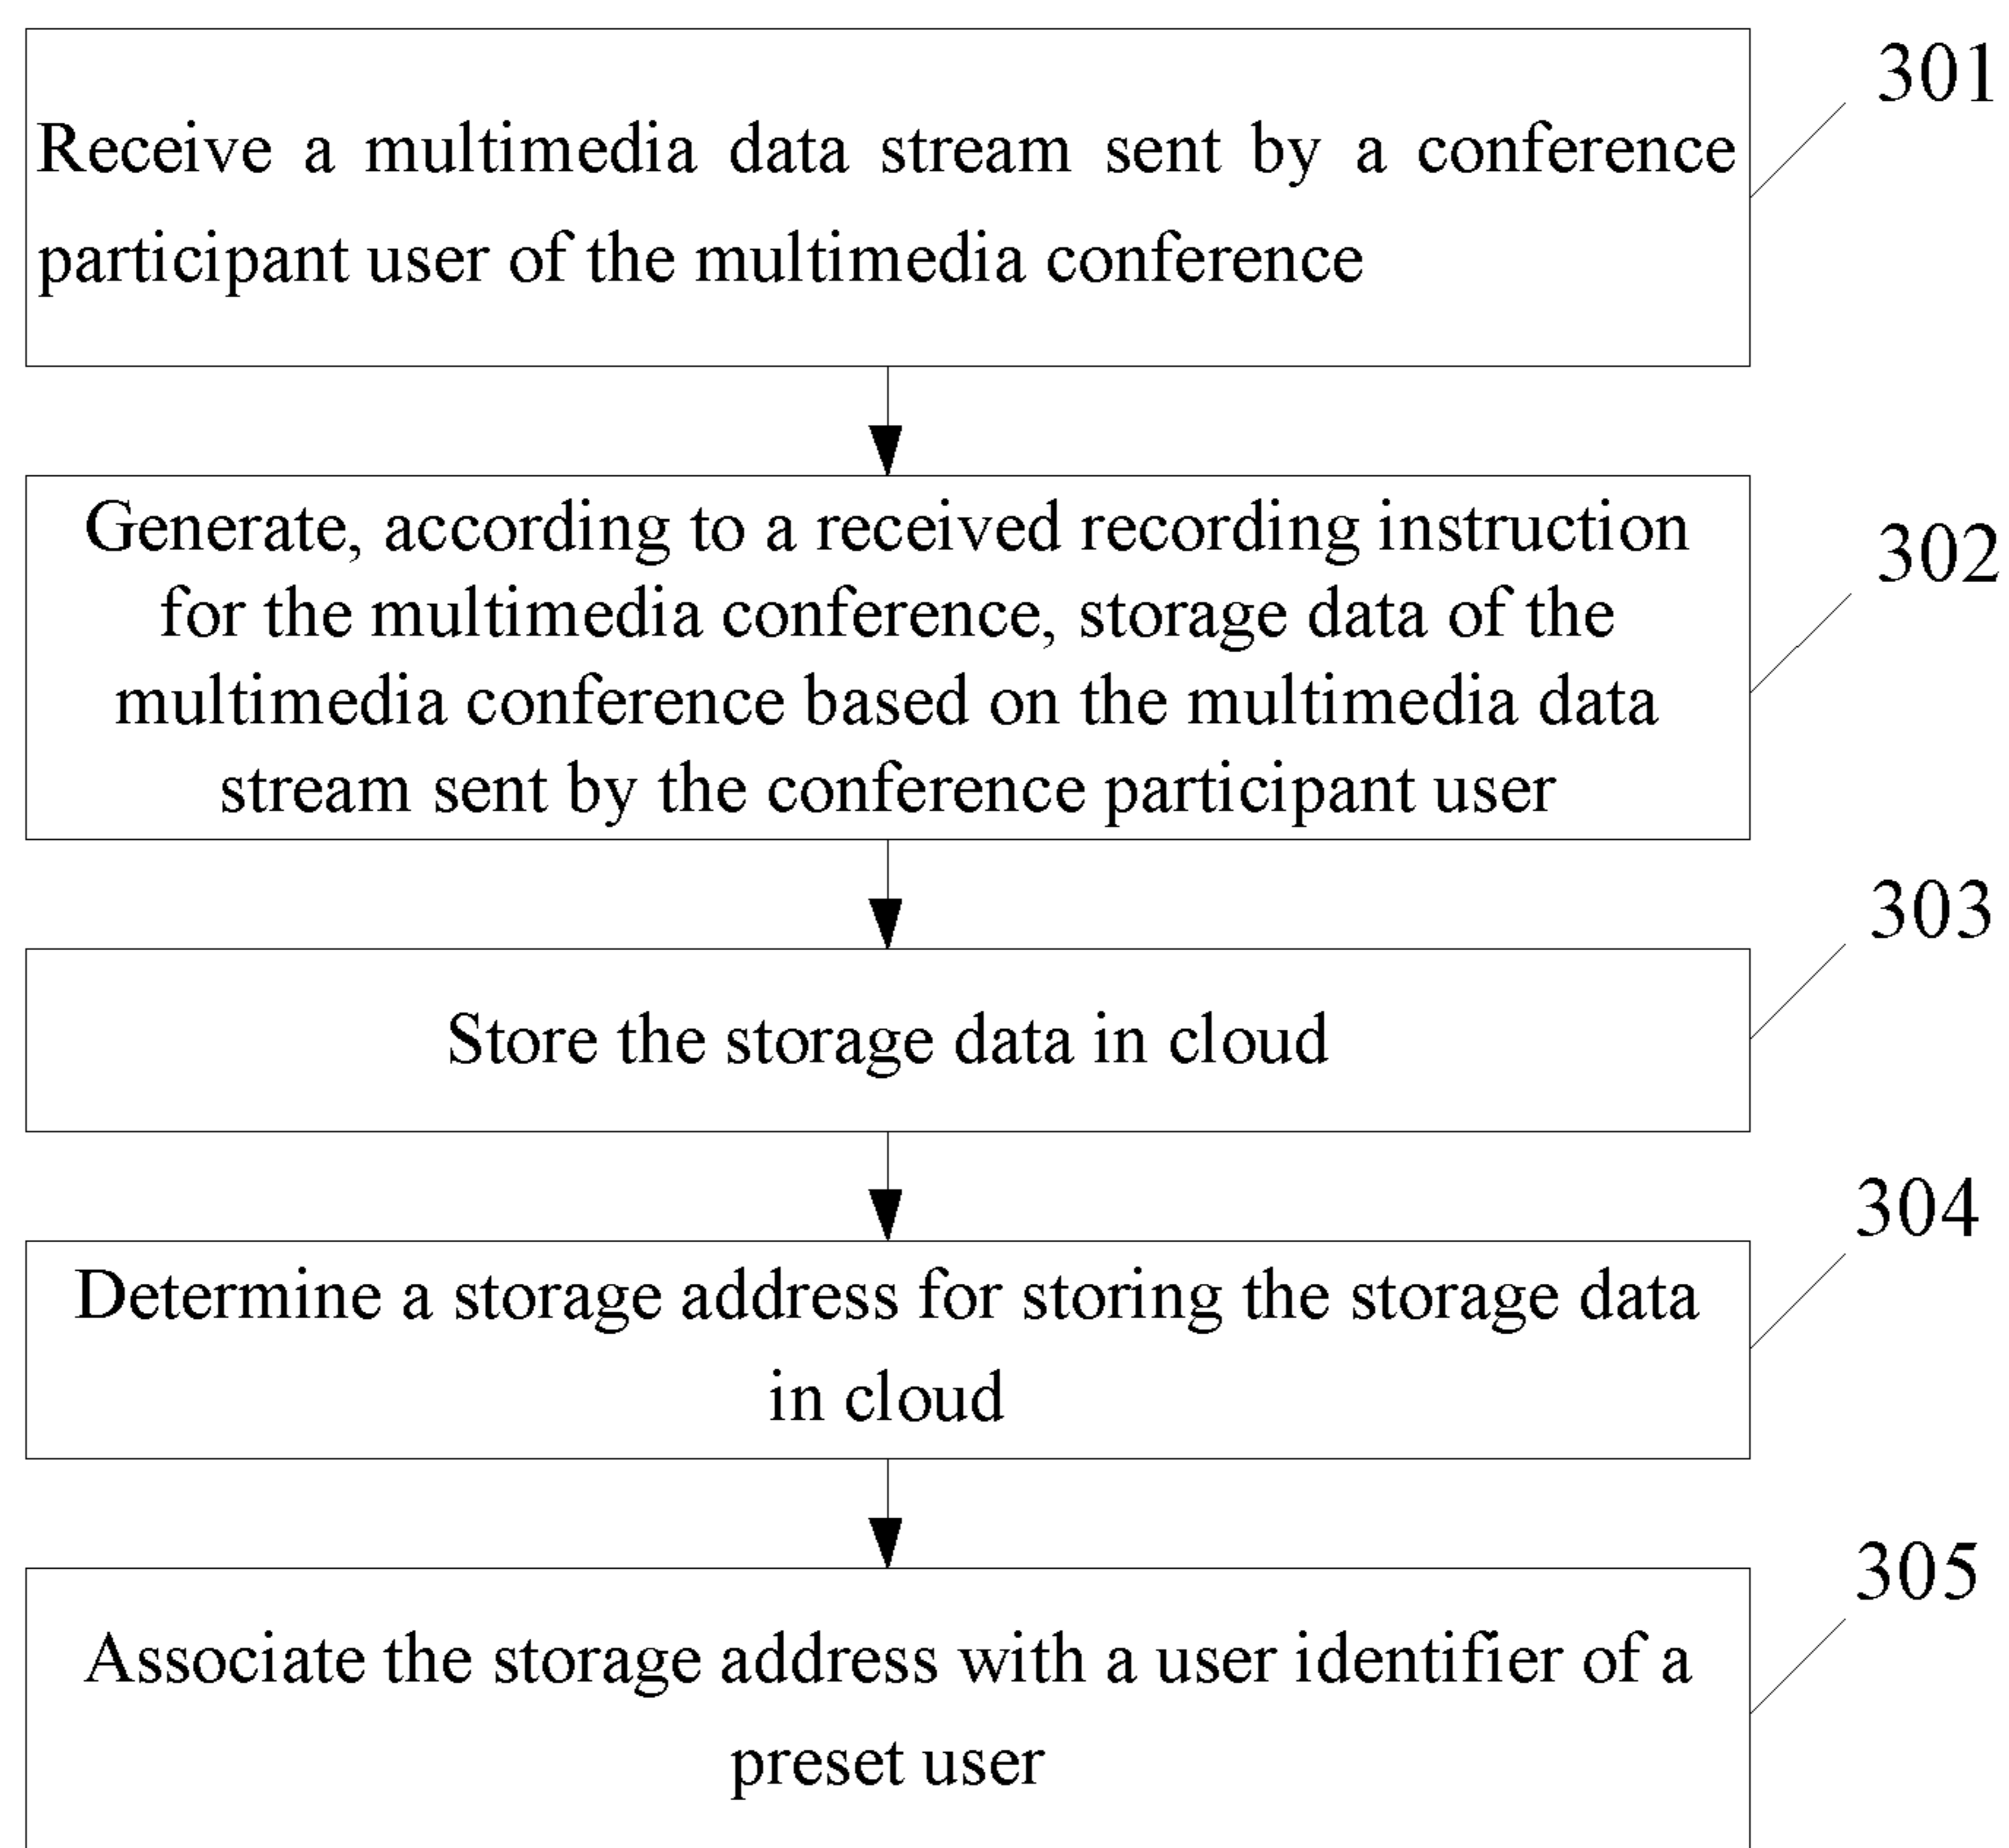 301
Receive a multimedia data stream sent by a conference
participant user of the multimedia conference
302
Generate, according to a received recording instruction
for the multimedia conference, storage data of the
multimedia conference based on the multimedia data
stream sent by the conference participant user
303
Store the storage data in cloud
304
Determine a storage address for storing the storage data
in cloud
305
Associate the storage address with a user identifier of a
preset user